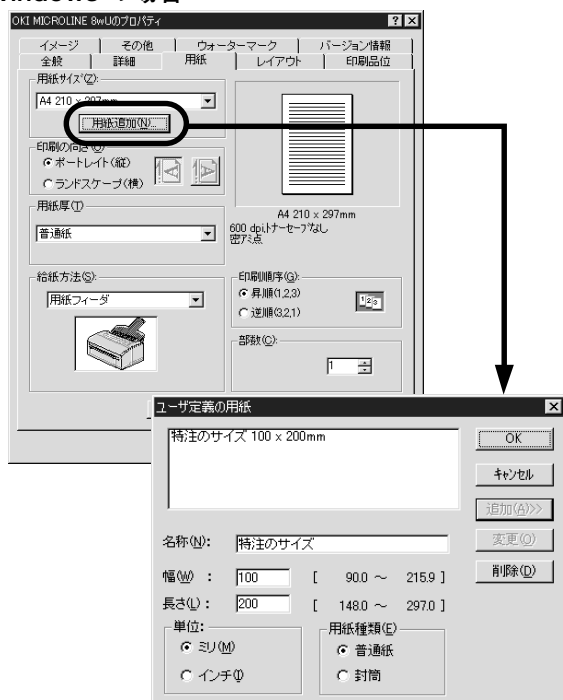 OKI MICROLINE 8wUのプロパティ
イメージ その他 ウォーターマーク バージョン情報
全般 詳細 用紙 レイアウト 印刷品位
用紙サイズ(Z):
A4 210 x 297mm
用紙追加(N)...
印刷の向き(O)
ポートレイト(縦)
ランドスケープ(横)
A4 210 x 297mm
600 dpi,トナーセーブなし
密アミ点
用紙厚(T)
普通紙
給紙方法(S):
用紙フィーダ
印刷順序(G):
昇順(1,2,3)
逆順(3,2,1)
部数(C):
1
ユーザ定義の用紙
特注のサイズ 100 x 200mm
OK
キャンセル
追加(A)>>
変更(O)
削除(D)
名称(N): 特注のサイズ
幅(W) : 100 [ 90.0 ～ 215.9 ]
長さ(L) : 200 [ 148.0 ～ 297.0 ]
単位:
ミリ(M)
インチ(I)
用紙種類(E)
普通紙
封筒